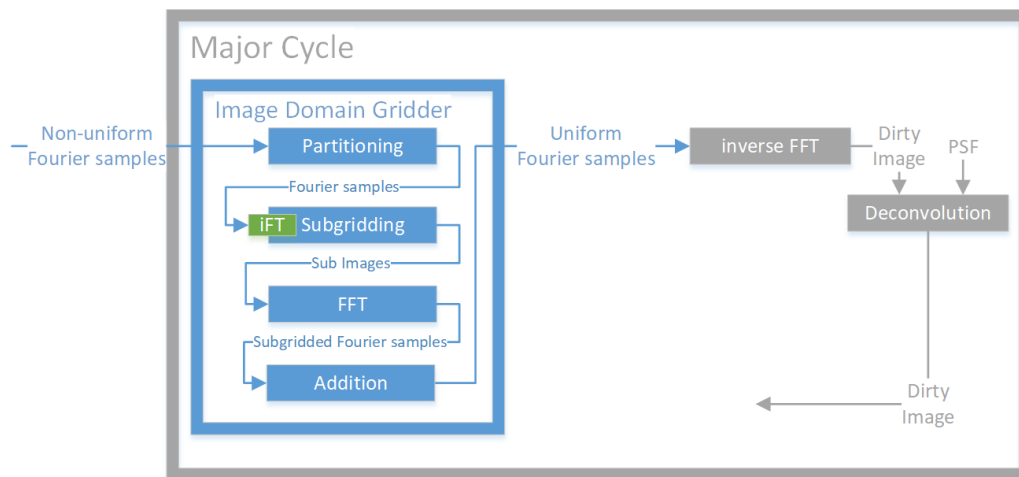 Major Cycle
Image Domain Gridder
Non-uniform
Fourier samples
Partitioning
Fourier samples
iFT
Subgridding
Sub Images
FFT
Subgridded Fourier samples
Addition
Uniform
Fourier samples
inverse FFT
Dirty
Image
PSF
Deconvolution
Dirty
Image